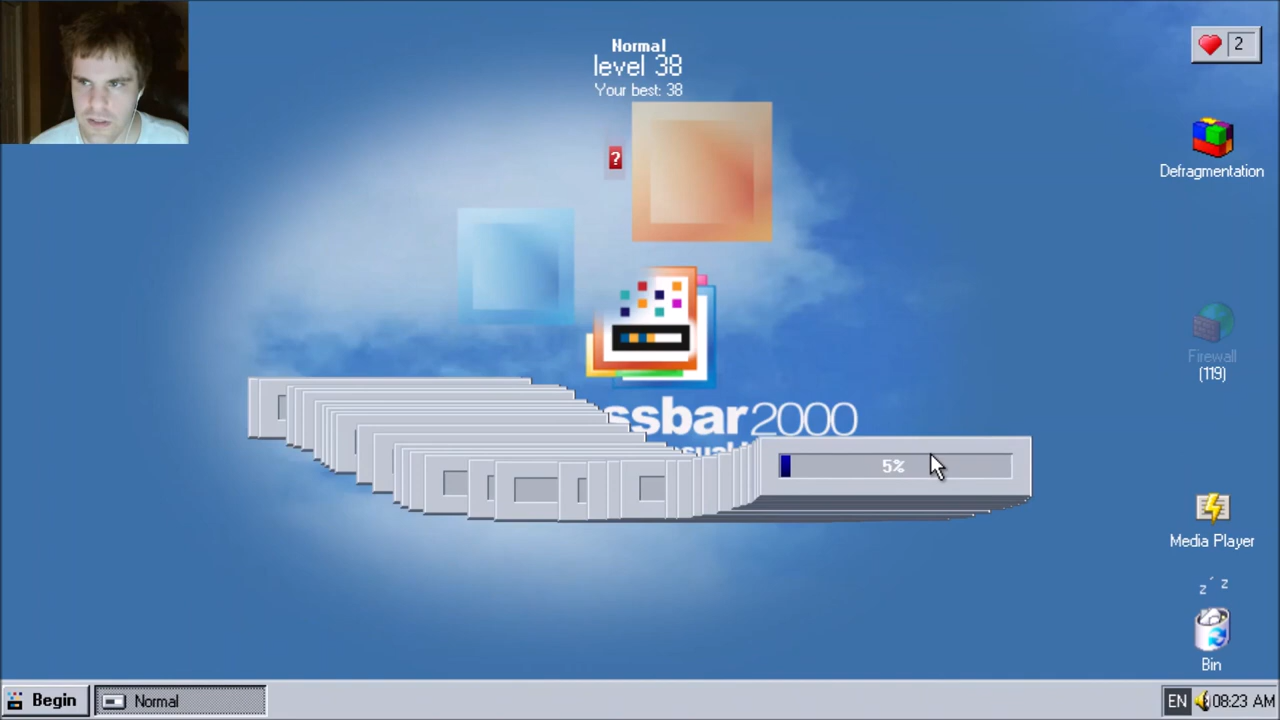 Normal
level 38
Your best: 38
2
?
Defragmentation
Firewall
(119)
ssbar2000
5%
Media Player
z z
Bin
Begin
Normal
EN
08:23 AM